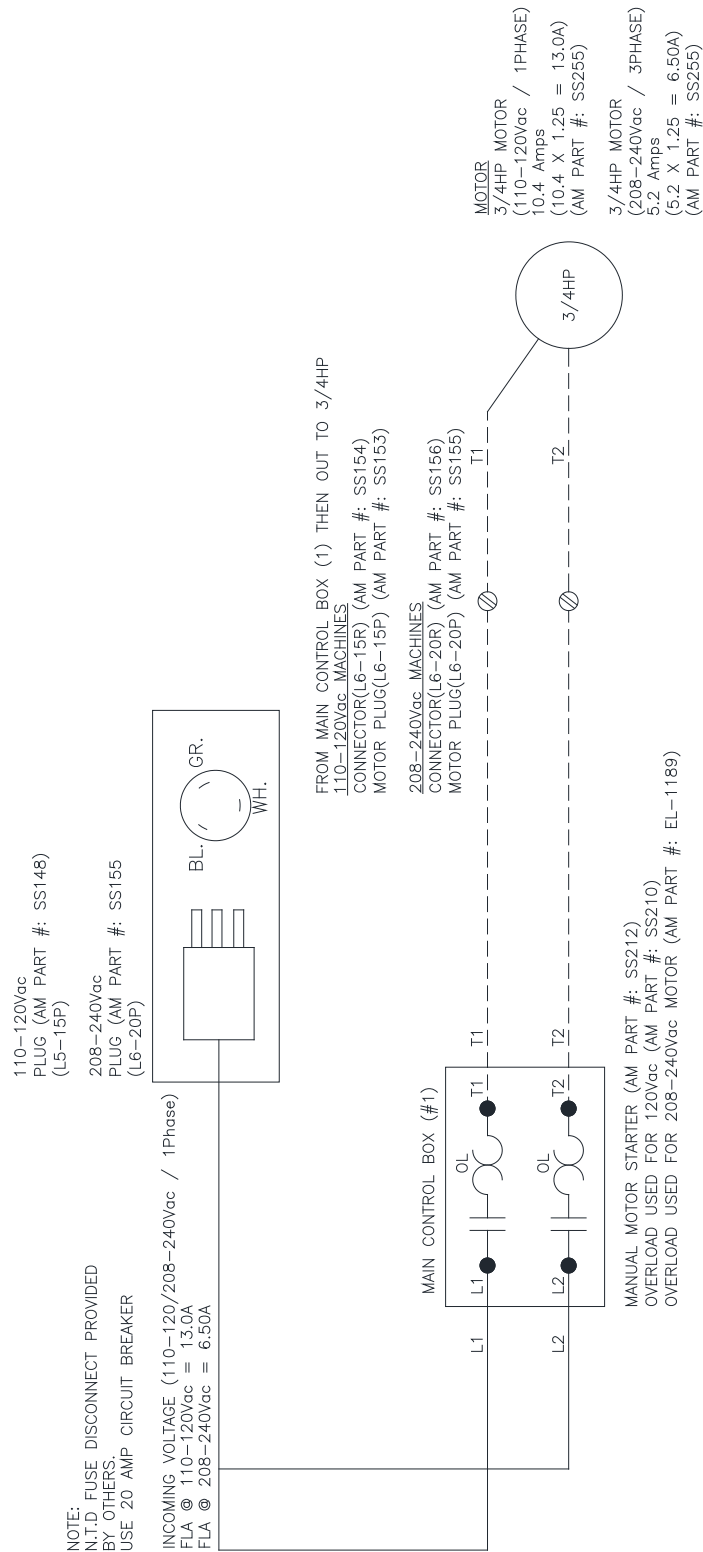 NOTE:
N.T.D FUSE DISCONNECT PROVIDED
BY OTHERS.
USE 20 AMP CIRCUIT BREAKER
INCOMING VOLTAGE (110-120/208-240Vac / 1Phase)
FLA @ 110-120Vac = 13.0A
FLA @ 208-240Vac = 6.50A
110-120Vac
PLUG (AM PART #: SS148)
(L5-15P)
208-240Vac
PLUG (AM PART #: SS155
(L6-20P)
BL.
GR.
WH.
FROM MAIN CONTROL BOX (1) THEN OUT TO 3/4HP
110-120Vac MACHINES
CONNECTOR(L6-15R) (AM PART #: SS154)
MOTOR PLUG(L6-15P) (AM PART #: SS153)
208-240Vac MACHINES
CONNECTOR(L6-20R) (AM PART #: SS156)
MOTOR PLUG(L6-20P) (AM PART #: SS155)
MAIN CONTROL BOX (#1)
L1
L1
OL
T1
T1
T1
L2
L2
OL
T2
T2
T2
MANUAL MOTOR STARTER (AM PART #: SS212)
OVERLOAD USED FOR 120Vac (AM PART #: SS210)
OVERLOAD USED FOR 208-240Vac MOTOR (AM PART #: EL-1189)
3/4HP
MOTOR
3/4HP MOTOR
(110-120Vac / 1PHASE)
10.4 Amps
(10.4 X 1.25 = 13.0A)
(AM PART #: SS255)
3/4HP MOTOR
(208-240Vac / 3PHASE)
5.2 Amps
(5.2 X 1.25 = 6.50A)
(AM PART #: SS255)